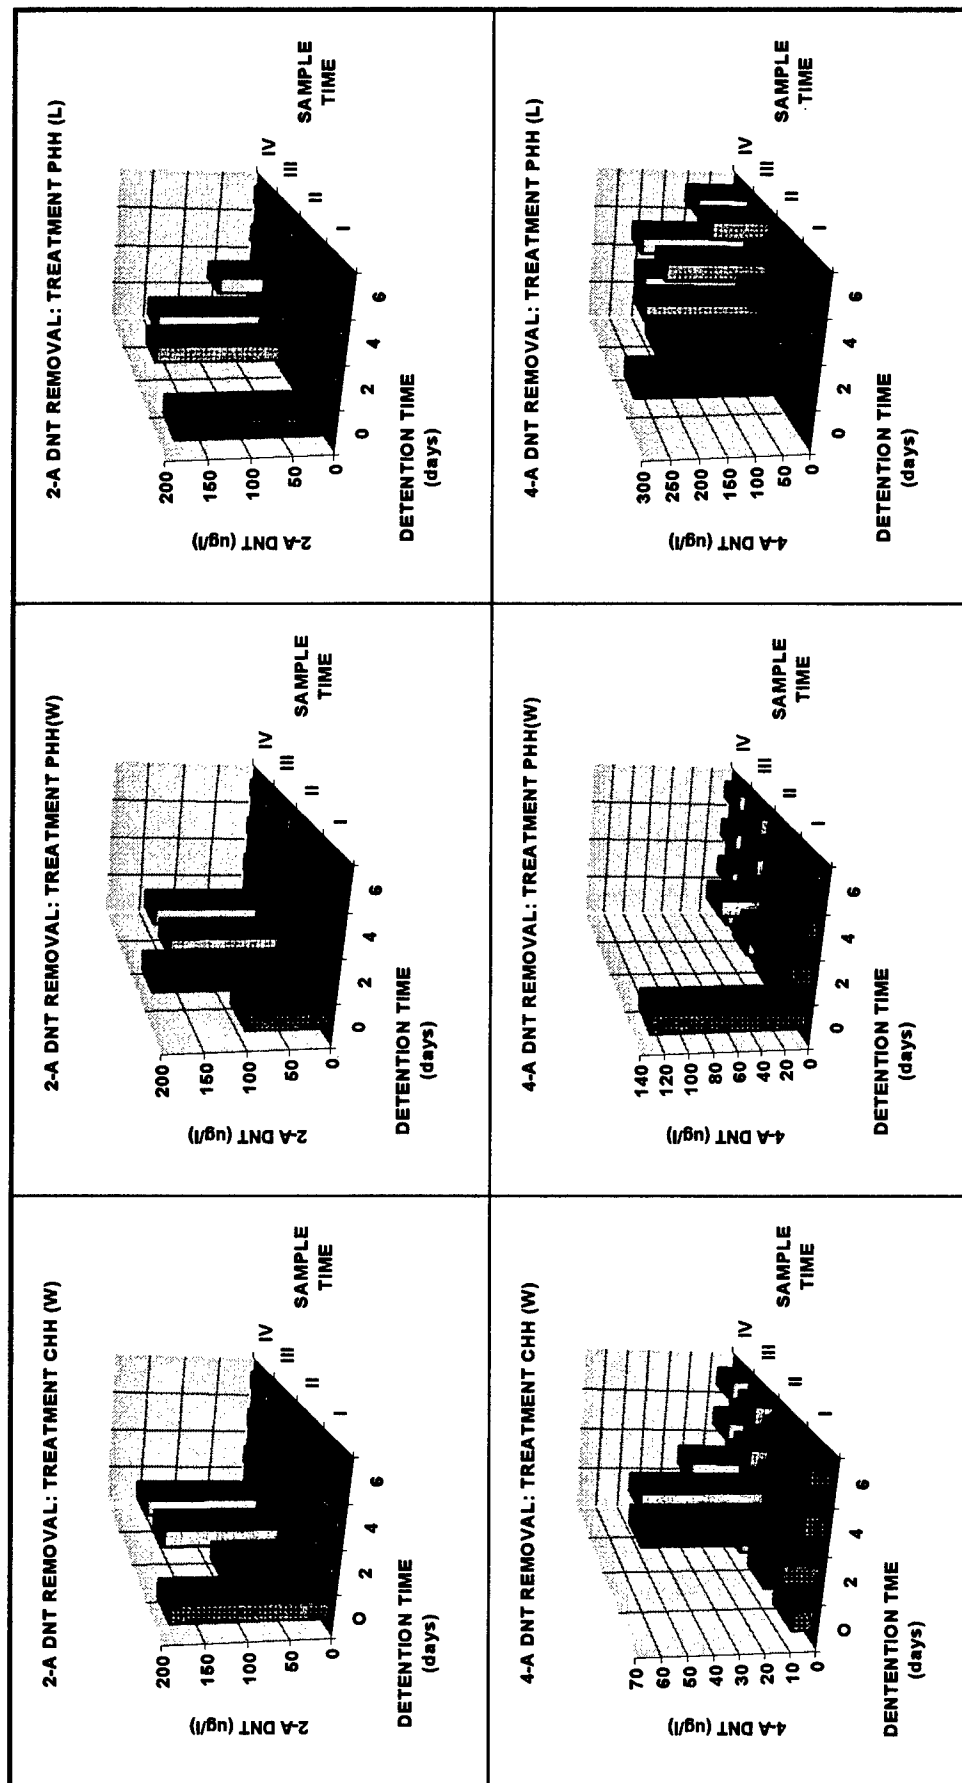 2-A DNT REMOVAL: TREATMENT CHH (W)
200
150
100
50
0
2-A DNT (ug/l)
O
2
4
6
DETENTION TIME
(days)
I
II
III
IV
SAMPLE
TIME
2-A DNT REMOVAL: TREATMENT PHH(W)
200
150
100
50
0
2-A DNT (ug/l)
0
2
4
6
DETENTION TIME
(days)
I
II
III
IV
SAMPLE
TIME
2-A DNT REMOVAL: TREATMENT PHH (L)
200
150
100
50
0
2-A DNT (ug/l)
0
2
4
6
DETENTION TIME
(days)
I
II
III
IV
SAMPLE
TIME
4-A DNT REMOVAL: TREATMENT CHH (W)
70
60
50
40
30
20
10
0
4-A DNT (ug/l)
O
2
4
6
DENTENTION TME
(days)
I
II
III
IV
SAMPLE
TIME
4-A DNT REMOVAL: TREATMENT PHH(W)
140
120
100
80
60
40
20
0
4-A DNT (ug/l)
0
2
4
6
DETENTION TIME
(days)
I
II
III
IV
SAMPLE
TIME
4-A DNT REMOVAL: TREATMENT PHH (L)
300
250
200
150
100
50
0
4-A DNT (ug/l)
0
2
4
6
DETENTION TIME
(days)
I
II
III
IV
SAMPLE
TIME